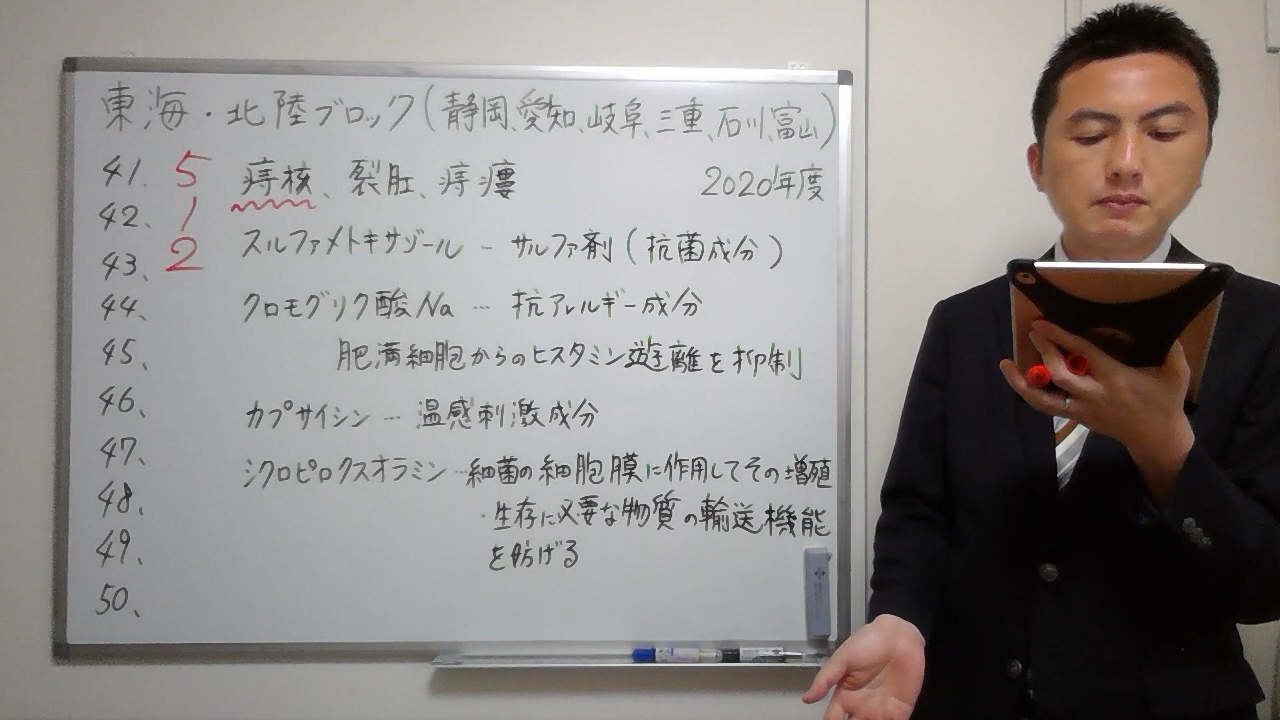 東海・北陸ブロック(静岡、愛知、岐阜、三重、石川、富山)
2020年度
41. 5 痔核、裂肛、痔瘻
42、 1
43、 2 スルファメトキサゾール - サルファ剤(抗菌成分)
44、 クロモグリク酸Na … 抗アレルギー成分
45、 肥満細胞からのヒスタミン遊離を抑制
46、 カプサイシン … 温感刺激成分
47、 シクロピロクスオラミン … 細菌の細胞膜に作用してその増殖
48、 ・生存に必要な物質の輸送機能
49、 を妨げる
50、